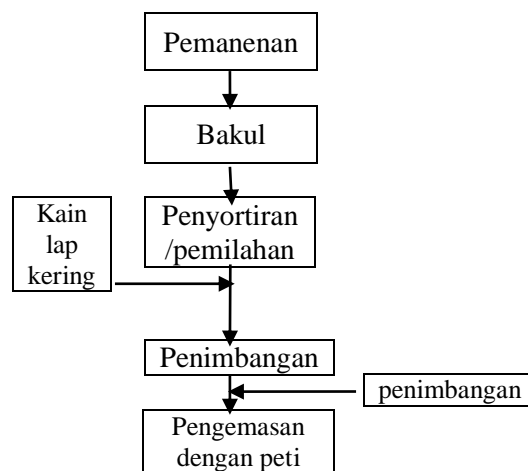 Pemanenan
Bakul
Kain
lap
kering
Penyortiran
/pemilahan
Penimbangan
penimbangan
Pengemasan
dengan peti